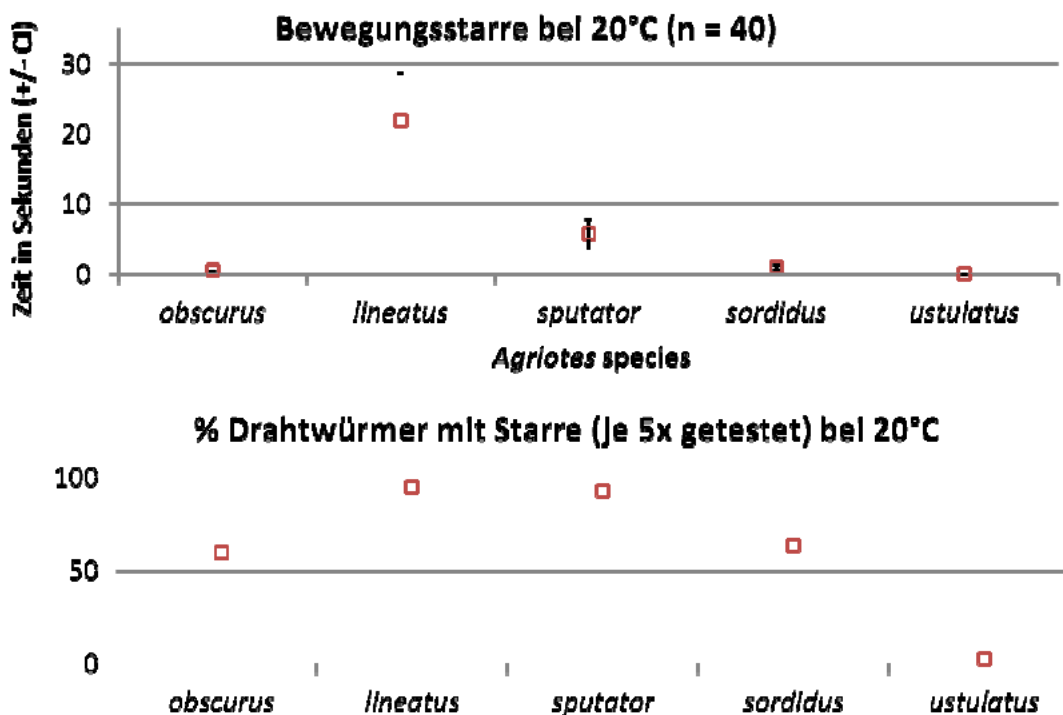 Bewegungsstarre bei 20°C (n = 40)
Zeit in Sekunden (+/- CI)
30
20
10
0
obscurus lineatus sputator sordidus ustulatus
Agriotes species
% Drahtwürmer mit Starre (je 5x getestet) bei 20°C
100
50
0
obscurus lineatus sputator sordidus ustulatus